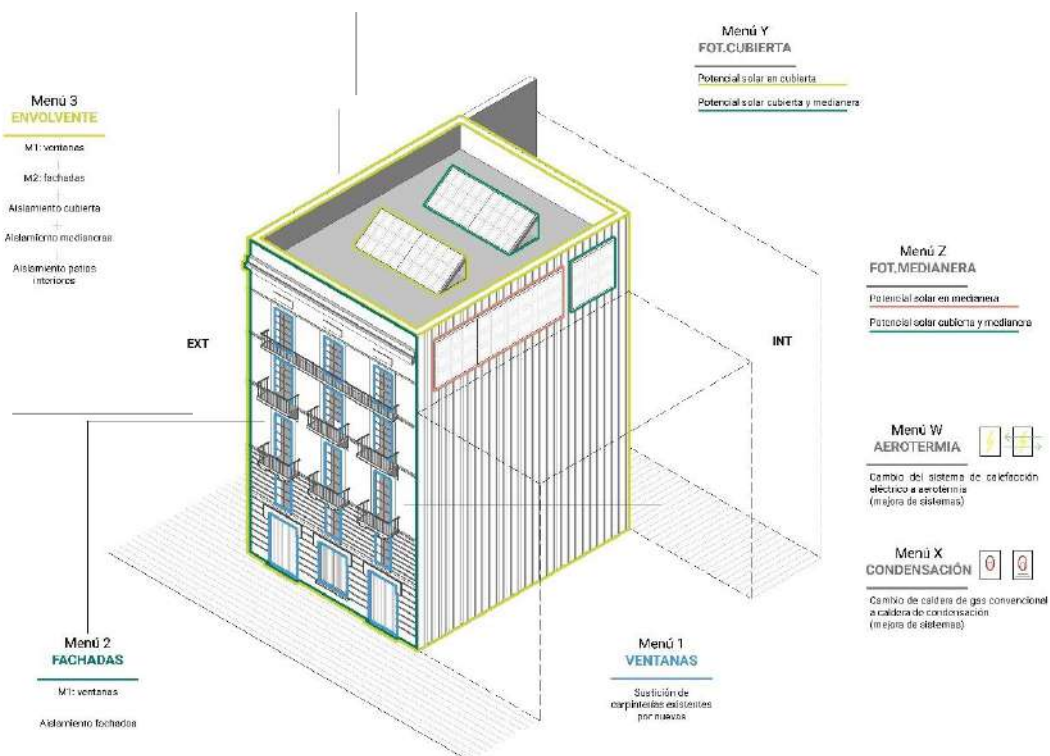 Menú Y
FOT.CUBIERTA
Potencial solar en cubierta
Potencial solar cubierta y medianera
Menú 3
ENVOLVENTE
M1: ventanas
M2: fachadas
Aislamiento cubierta
Aislamiento medianeras
Aislamiento patios
interiores
Menú Z
FOT.MEDIANERA
Potencial solar en medianera
Potencial solar cubierta y medianera
EXT
INT
Menú W
AEROTERMIA
Cambio del sistema de calefacción
eléctrico a aerotermia
(mejora de sistemas)
Menú X
CONDENSACIÓN
Cambio de caldera de gas convencional
a caldera de condensación
(mejora de sistemas)
Menú 2
FACHADAS
M1: ventanas
Aislamiento fachadas
Menú 1
VENTANAS
Sustición de
carpinterías existentes
por nuevas